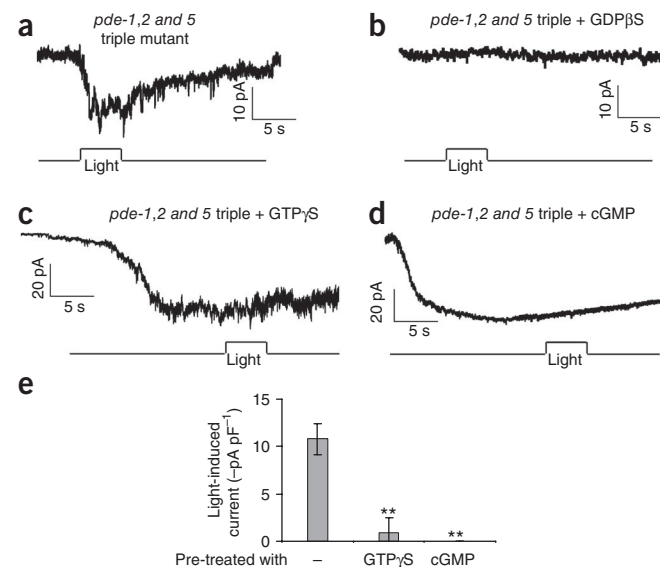 a
pde-1,2 and 5
triple mutant
10 pA
5 s
Light
b
pde-1,2 and 5 triple + GDPβS
10 pA
5 s
Light
c
pde-1,2 and 5 triple + GTPγS
20 pA
5 s
Light
d
pde-1,2 and 5 triple + cGMP
20 pA
5 s
Light
e
Light-induced
current (–pA pF⁻¹)
15
10
5
0
**
**
Pre-treated with – GTPγS cGMP